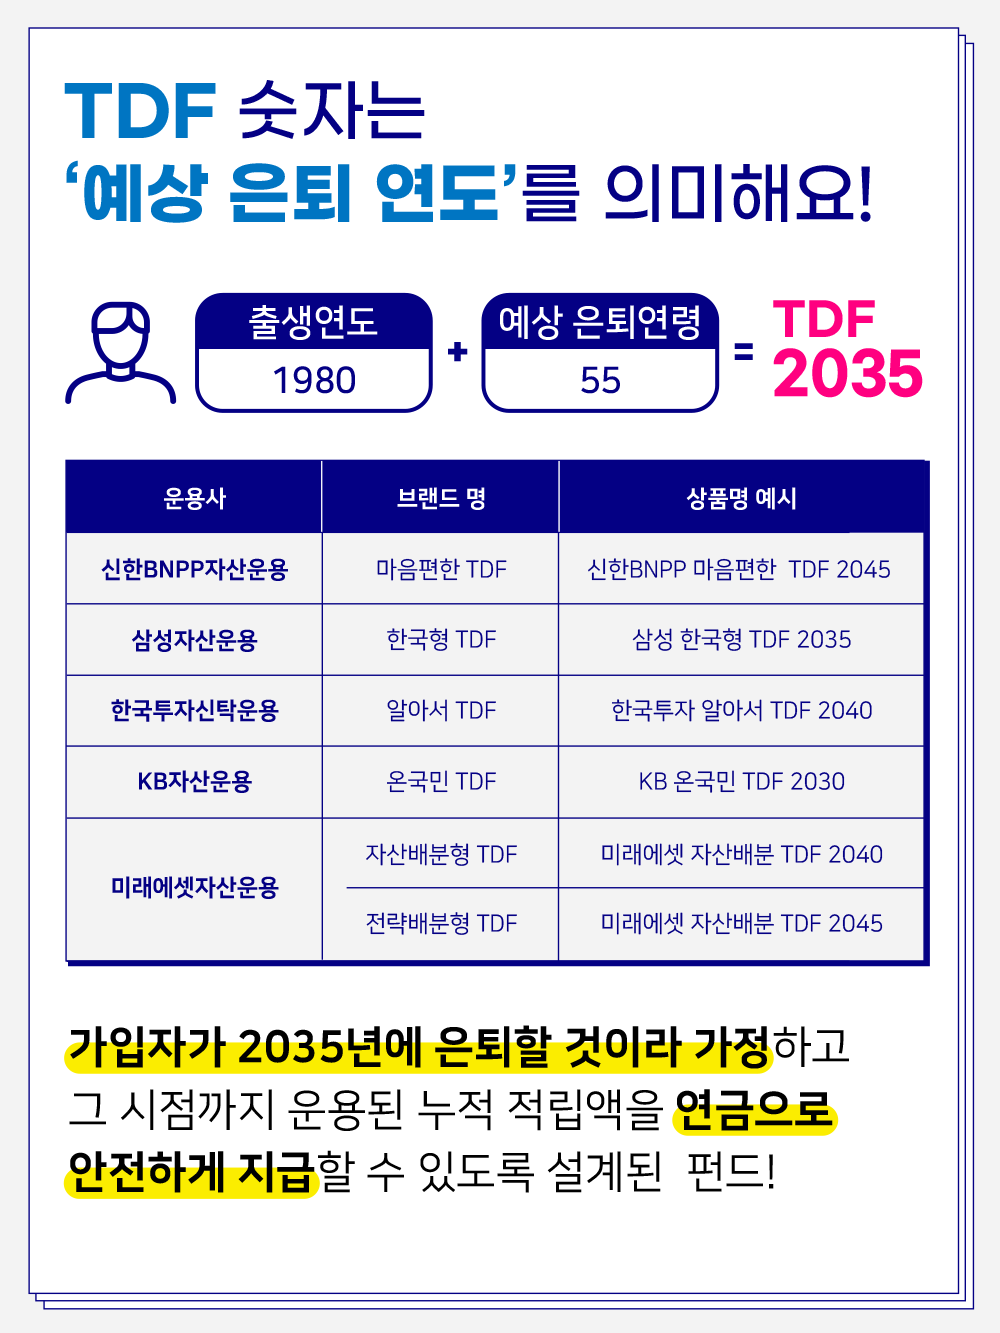 TDF 숫자는
‘예상 은퇴 연도’를 의미해요!
출생연도
1980
+
예상 은퇴연령
55
=
TDF
2035
운용사 브랜드 명 상품명 예시
신한BNPP자산운용 마음편한 TDF 신한BNPP 마음편한 TDF 2045
삼성자산운용 한국형 TDF 삼성 한국형 TDF 2035
한국투자신탁운용 알아서 TDF 한국투자 알아서 TDF 2040
KB자산운용 온국민 TDF KB 온국민 TDF 2030
미래에셋자산운용
자산배분형 TDF 미래에셋 자산배분 TDF 2040
전략배분형 TDF 미래에셋 자산배분 TDF 2045
가입자가 2035년에 은퇴할 것이라 가정하고
그 시점까지 운용된 누적 적립액을 연금으로
안전하게 지급할 수 있도록 설계된 펀드!